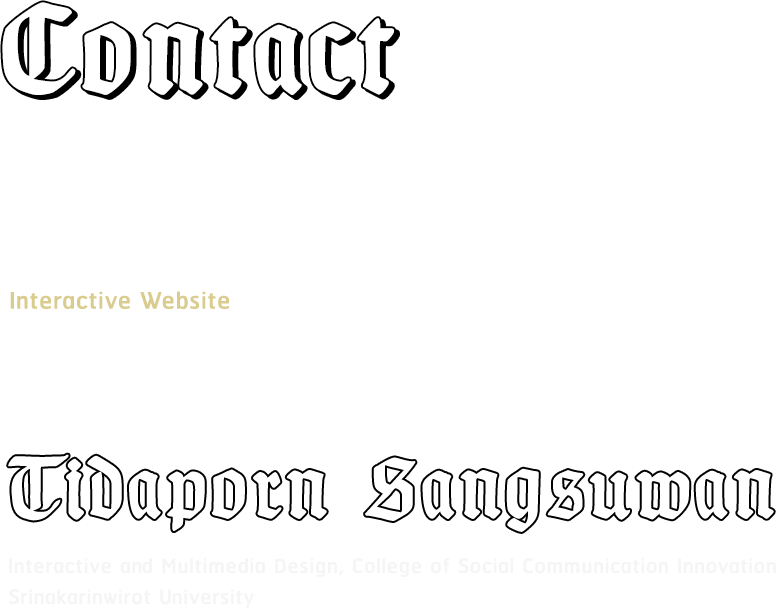 Contact
Interactive Website
Tidaporn Sangsuwan
Interactive and Multimedia Design, College of Social Communication Innovation
Srinakarinwirot University